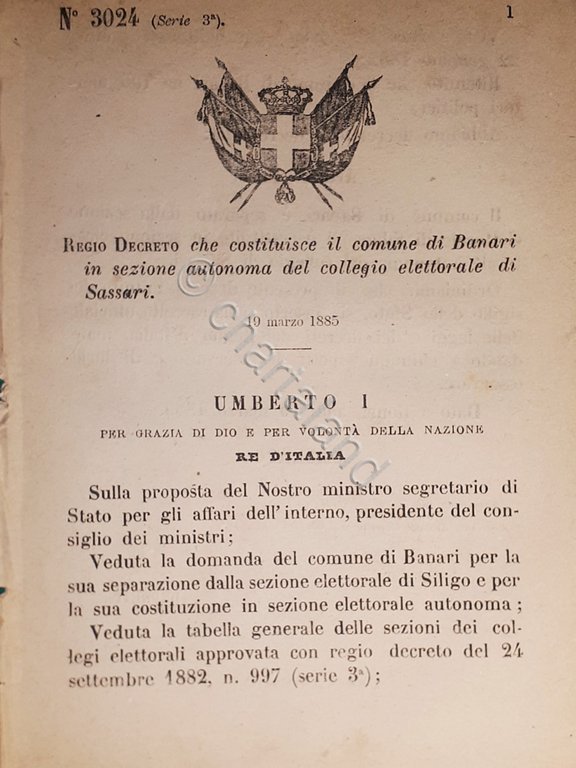 N° 3024 (Serie 3ª).
1
REGIO DECRETO che costituisce il comune di Banari
in sezione autonoma del collegio elettorale di
Sassari.
19 marzo 1885
UMBERTO I
PER GRAZIA DI DIO E PER VOLONTÀ DELLA NAZIONE
RE D'ITALIA
Sulla proposta del Nostro ministro segretario di
Stato per gli affari dell'interno, presidente del con-
siglio dei ministri;
Veduta la domanda del comune di Banari per la
sua separazione dalla sezione elettorale di Siligo e per
la sua costituzione in sezione elettorale autonoma;
Veduta la tabella generale delle sezioni dei col-
legi elettorali approvata con regio decreto del 24
settembre 1882, n. 997 (serie 3ª);
© chartaland